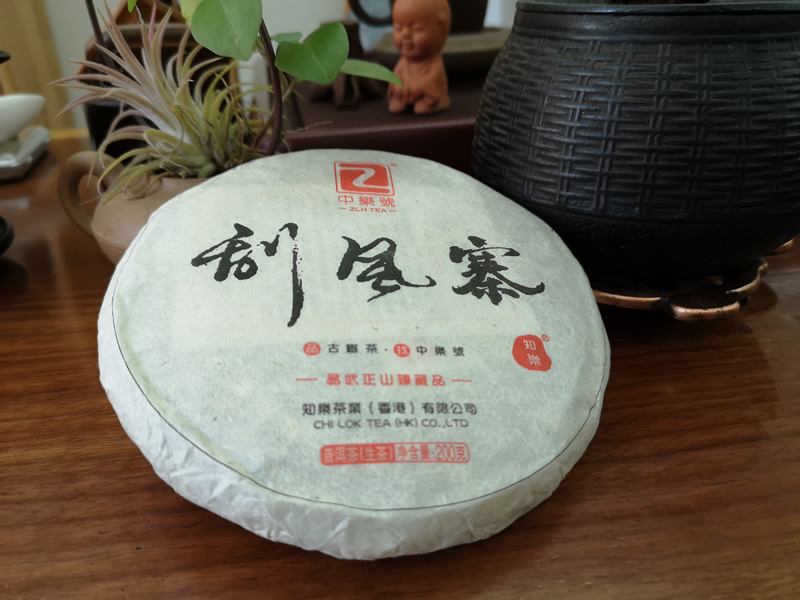 中樂號
ZLH TEA
刮风寨
品古樹茶·找中樂號
知樂
易武正山臻藏品
知樂茶業（香港）有限公司
CHI LOK TEA (HK) CO.,LTD
普洱茶(生茶) 净含量:200克